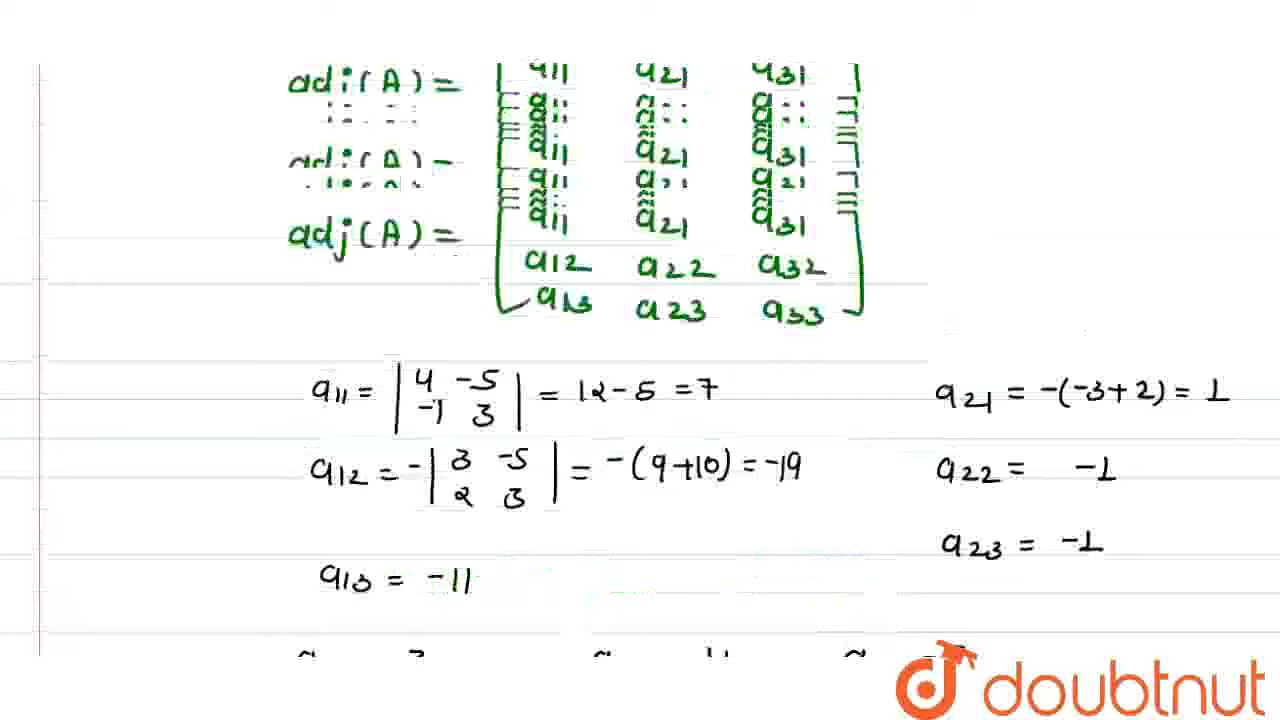 adj(A) =
a11 a21 a31
a12 a22 a32
a13 a23 a33
a11 = | 4 -5 | = 12 - 5 = 7
-1 3
a12 = - | 3 -5 | = -(9+10) = -19
2 3
a13 = -11
a21 = -(-3+2) = 1
a22 = -1
a23 = -1
doubtnut